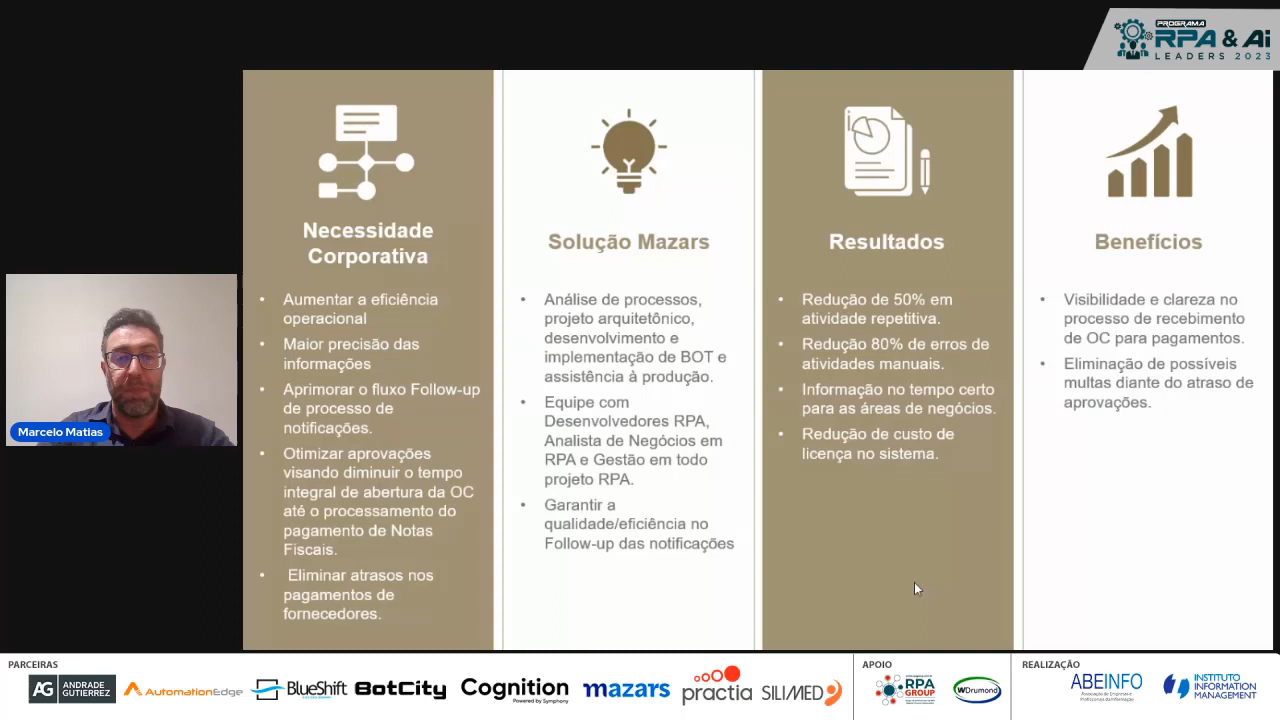 PROGRAMA
RPA & Ai
LEADERS 2023
Necessidade
Corporativa
• Aumentar a eficiência
operacional
• Maior precisão das
informações
• Aprimorar o fluxo Follow-up
de processo de
notificações.
• Otimizar aprovações
visando diminuir o tempo
integral de abertura da OC
até o processamento do
pagamento de Notas
Fiscais.
• Eliminar atrasos nos
pagamentos de
fornecedores.
Solução Mazars
• Análise de processos,
projeto arquitetônico,
desenvolvimento e
implementação de BOT e
assistência à produção.
• Equipe com
Desenvolvedores RPA,
Analista de Negócios em
RPA e Gestão em todo
projeto RPA.
• Garantir a
qualidade/eficiência no
Follow-up das notificações
Resultados
• Redução de 50% em
atividade repetitiva.
• Redução 80% de erros de
atividades manuais.
• Informação no tempo certo
para as áreas de negócios.
• Redução de custo de
licença no sistema.
Benefícios
• Visibilidade e clareza no
processo de recebimento
de OC para pagamentos.
• Eliminação de possíveis
multas diante do atraso de
aprovações.
Marcelo Matias
PARCEIRAS
AG ANDRADE
GUTIERREZ
AutomationEdge
BlueShift
BotCity
Cognition
Powered by Symphony
mazars
practia
SILIMED
APOIO
RPA
GROUP
WDrumond
REALIZAÇÃO
ABEINFO
Associação de Empresas e
Profissionais da Informação
INSTITUTO
INFORMATION
MANAGEMENT